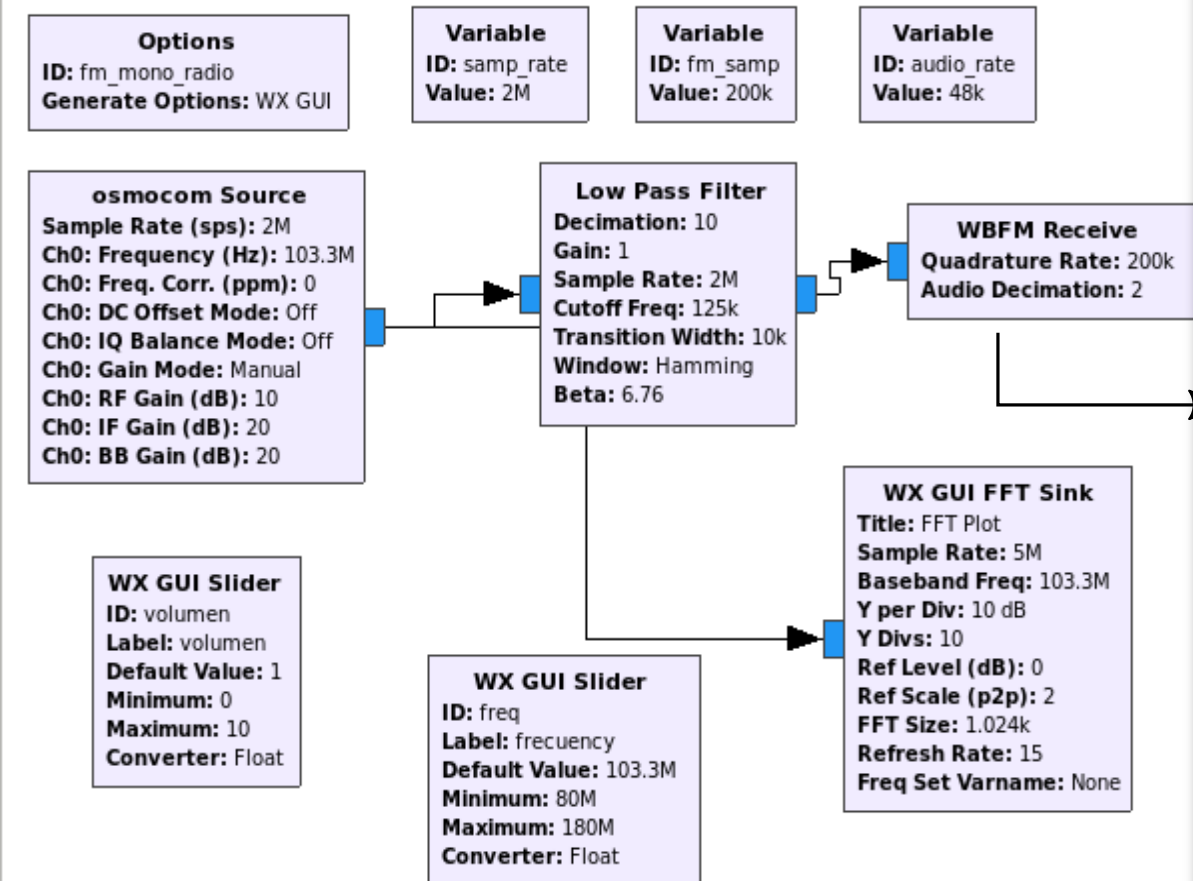 Options
ID: fm_mono_radio
Generate Options: WX GUI
Variable
ID: samp_rate
Value: 2M
Variable
ID: fm_samp
Value: 200k
Variable
ID: audio_rate
Value: 48k
osmocom Source
Sample Rate (sps): 2M
Ch0: Frequency (Hz): 103.3M
Ch0: Freq. Corr. (ppm): 0
Ch0: DC Offset Mode: Off
Ch0: IQ Balance Mode: Off
Ch0: Gain Mode: Manual
Ch0: RF Gain (dB): 10
Ch0: IF Gain (dB): 20
Ch0: BB Gain (dB): 20
Low Pass Filter
Decimation: 10
Gain: 1
Sample Rate: 2M
Cutoff Freq: 125k
Transition Width: 10k
Window: Hamming
Beta: 6.76
WBFM Receive
Quadrature Rate: 200k
Audio Decimation: 2
WX GUI Slider
ID: volumen
Label: volumen
Default Value: 1
Minimum: 0
Maximum: 10
Converter: Float
WX GUI Slider
ID: freq
Label: frecuency
Default Value: 103.3M
Minimum: 80M
Maximum: 180M
Converter: Float
WX GUI FFT Sink
Title: FFT Plot
Sample Rate: 5M
Baseband Freq: 103.3M
Y per Div: 10 dB
Y Divs: 10
Ref Level (dB): 0
Ref Scale (p2p): 2
FFT Size: 1.024k
Refresh Rate: 15
Freq Set Varname: None